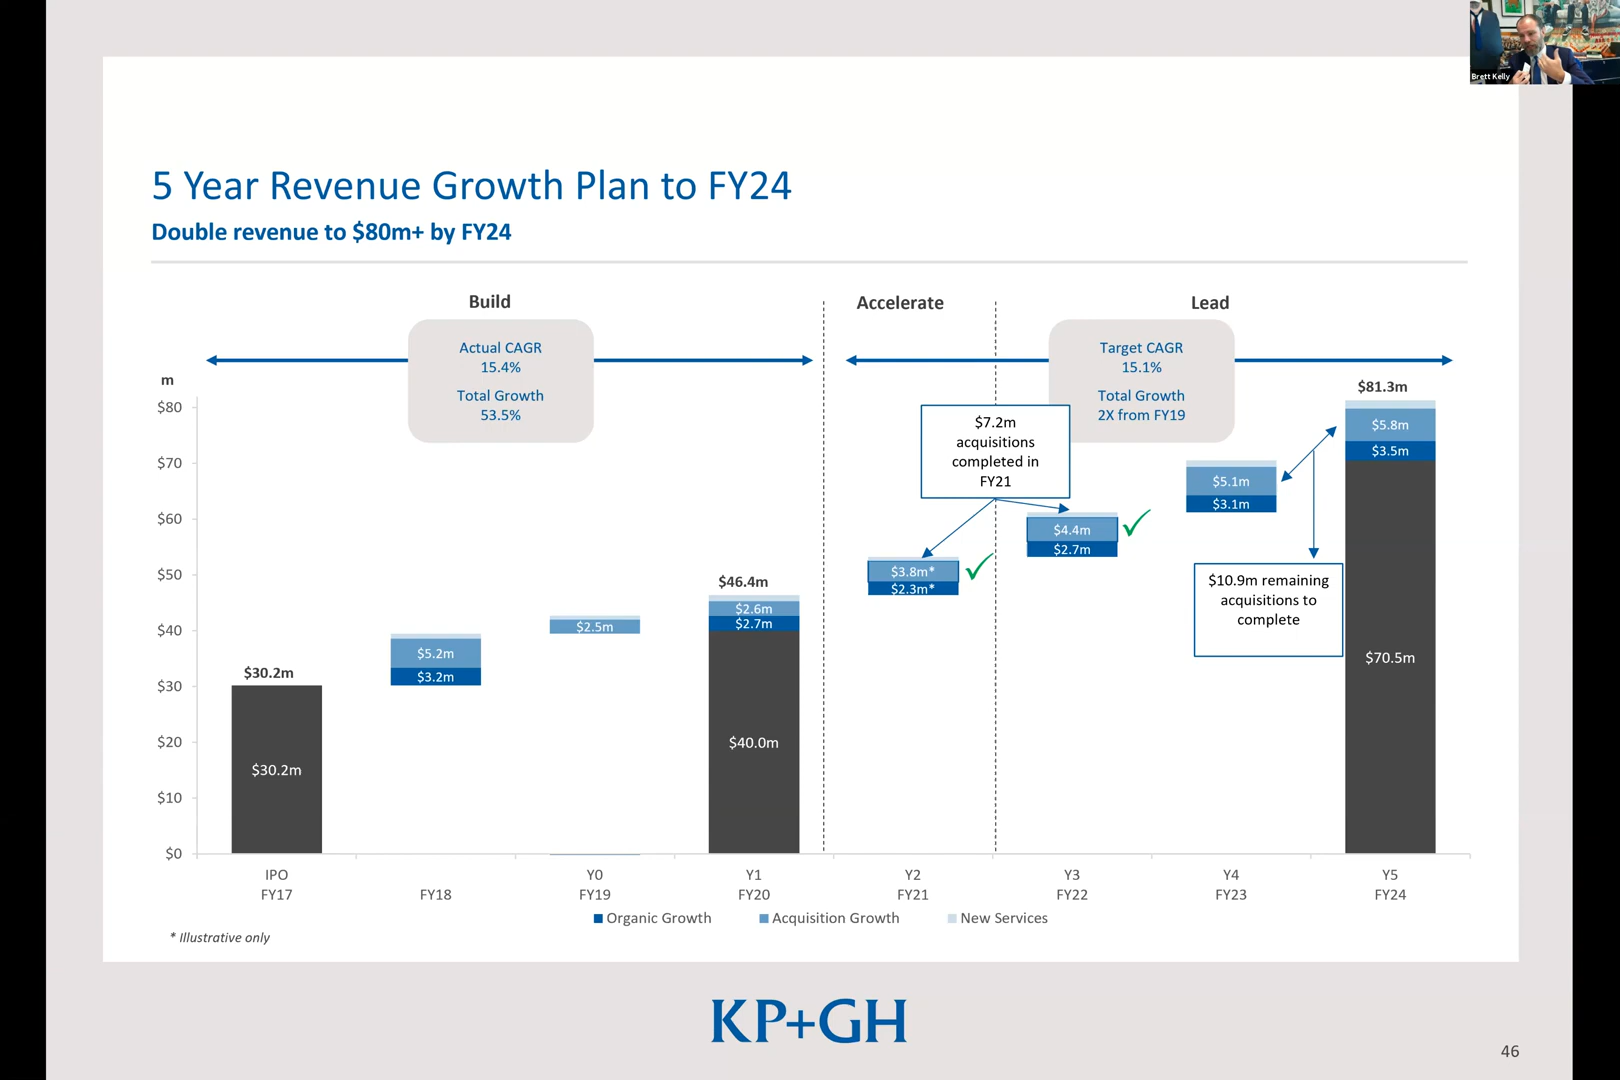 Brett Kelly
5 Year Revenue Growth Plan to FY24
Double revenue to $80m+ by FY24
Build
Accelerate
Lead
Actual CAGR
15.4%
Total Growth
53.5%
Target CAGR
15.1%
Total Growth
2X from FY19
m
$80
$70
$60
$50
$40
$30
$20
$10
$0
$30.2m
$30.2m
$5.2m
$3.2m
$2.5m
$46.4m
$2.6m
$2.7m
$40.0m
$7.2m
acquisitions
completed in
FY21
$3.8m*
$2.3m*
$4.4m
$2.7m
$5.1m
$3.1m
$10.9m remaining
acquisitions to
complete
$81.3m
$5.8m
$3.5m
$70.5m
IPO
FY17
FY18
Y0
FY19
Y1
FY20
Y2
FY21
Y3
FY22
Y4
FY23
Y5
FY24
Organic Growth
Acquisition Growth
New Services
* Illustrative only
KP+GH
46